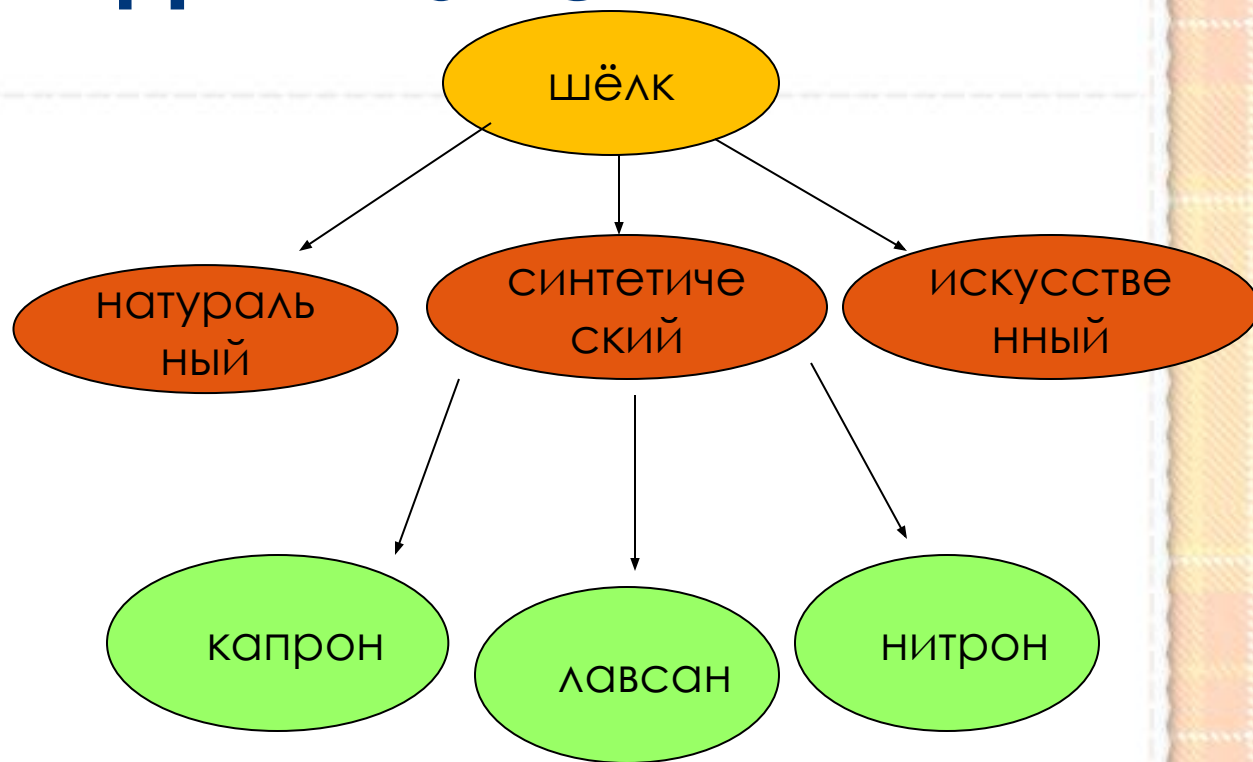 шёлк
натураль
ный
синтетиче
ский
искусстве
нный
капрон
лавсан
нитрон